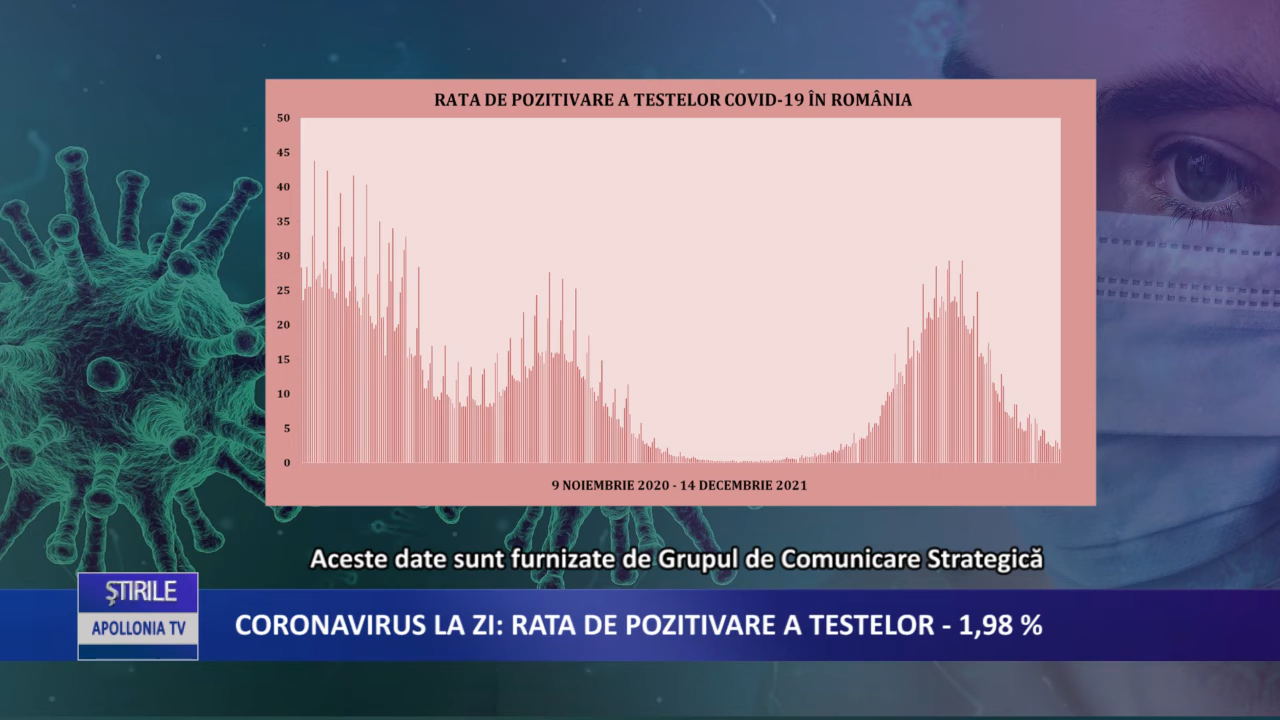 RATA DE POZITIVARE A TESTELOR COVID-19 ÎN ROMÂNIA
50
45
40
35
30
25
20
15
10
5
0
9 NOIEMBRIE 2020 - 14 DECEMBRIE 2021
Aceste date sunt furnizate de Grupul de Comunicare Strategică
ŞTIRILE
APOLLONIA TV
CORONAVIRUS LA ZI: RATA DE POZITIVARE A TESTELOR - 1,98 %